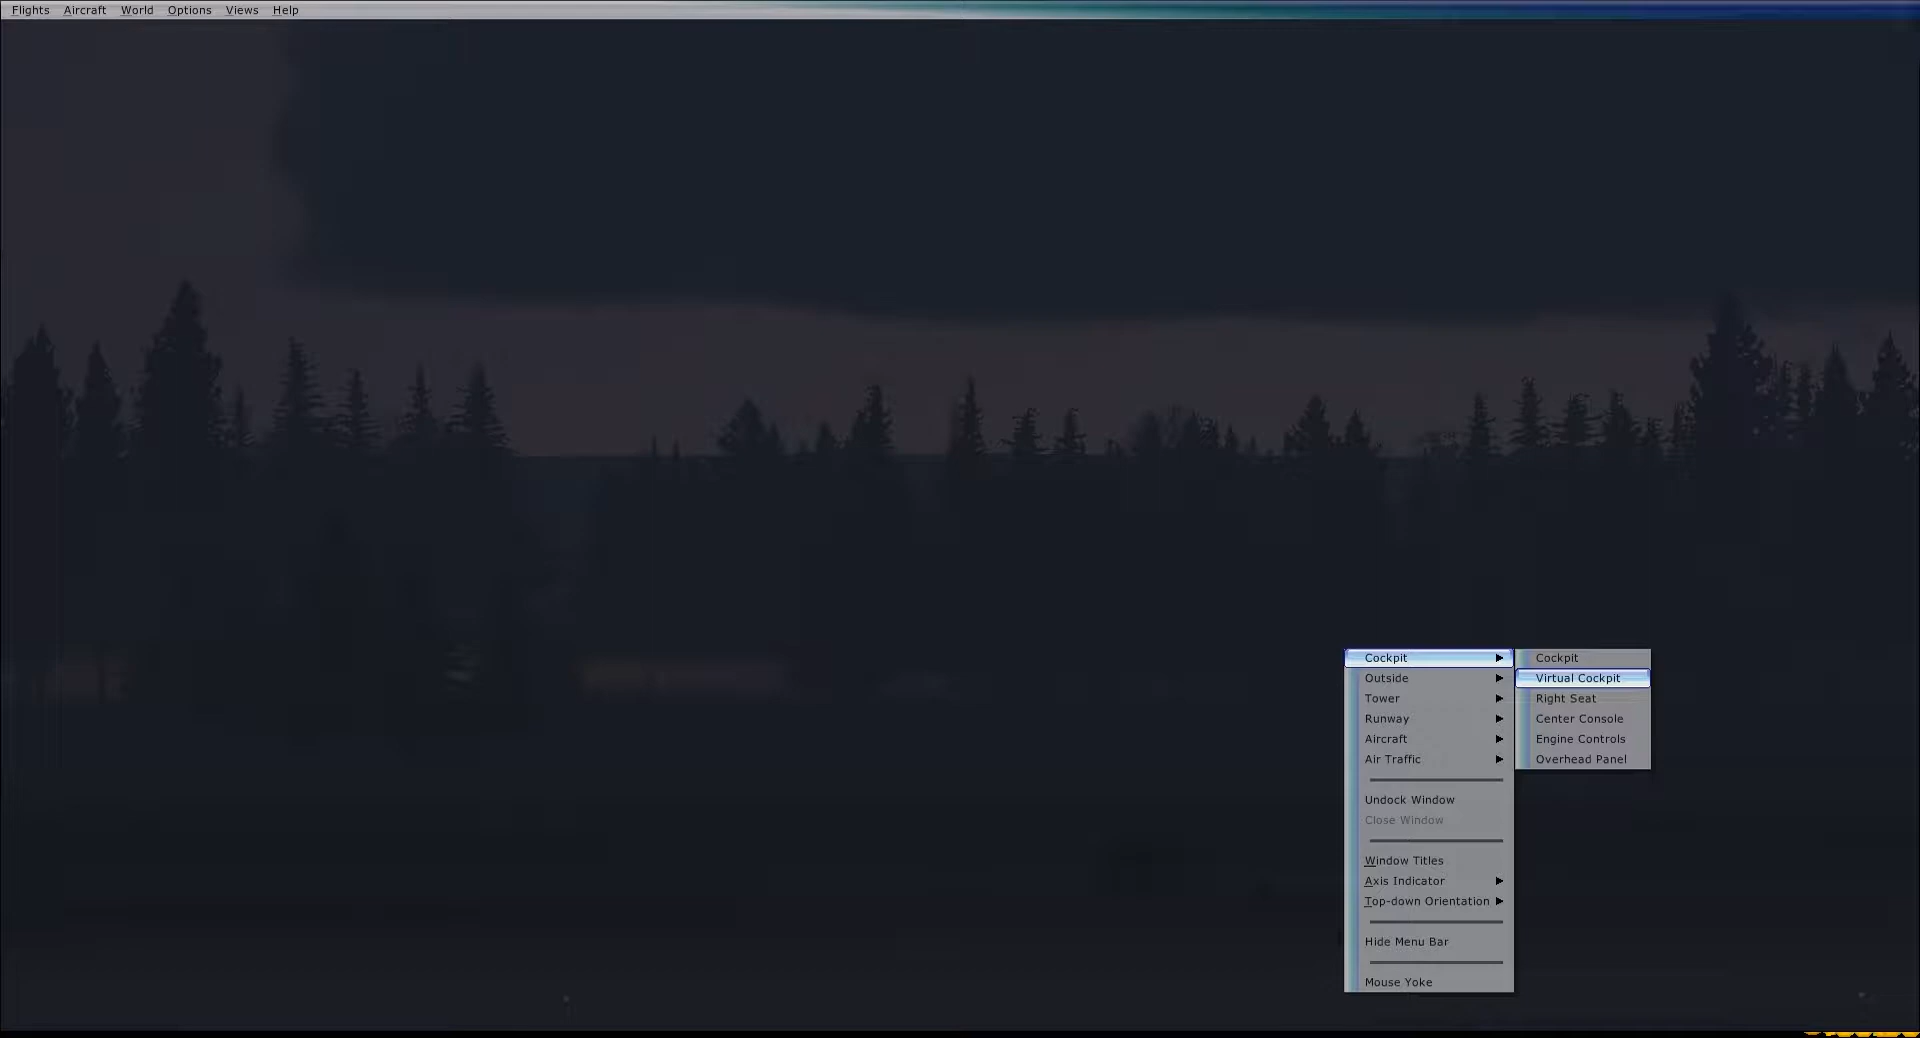 Flights Aircraft World Options Views Help
Cockpit
Outside
Tower
Runway
Aircraft
Air Traffic
Undock Window
Close Window
Window Titles
Axis Indicator
Top-down Orientation
Hide Menu Bar
Mouse Yoke
Cockpit
Virtual Cockpit
Right Seat
Center Console
Engine Controls
Overhead Panel